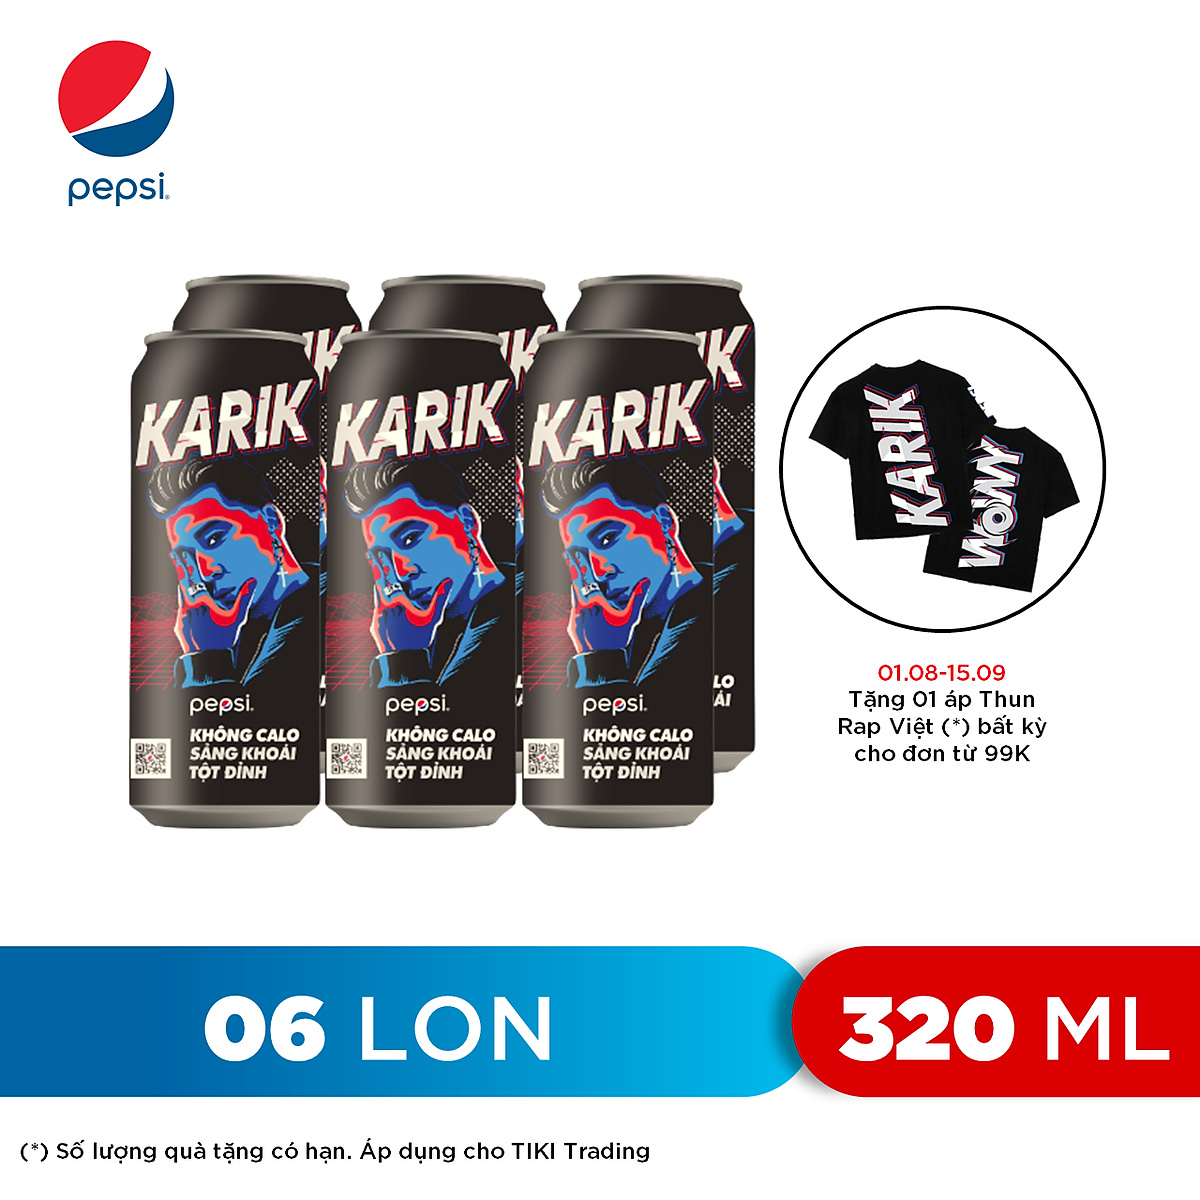 pepsi
KARIK
KARIK
KARIK
pepsi
KHÔNG CALO
SẢNG KHOÁI
TỘT ĐỈNH
pepsi
KHÔNG CALO
SẢNG KHOÁI
TỘT ĐỈNH
pepsi
KHÔNG CALO
SẢNG KHOÁI
TỘT ĐỈNH
KARIK
WOWY
01.08-15.09
Tặng 01 áp Thun
Rap Việt (*) bất kỳ
cho đơn từ 99K
06 LON
320 ML
(*) Số lượng quà tặng có hạn. Áp dụng cho TIKI Trading